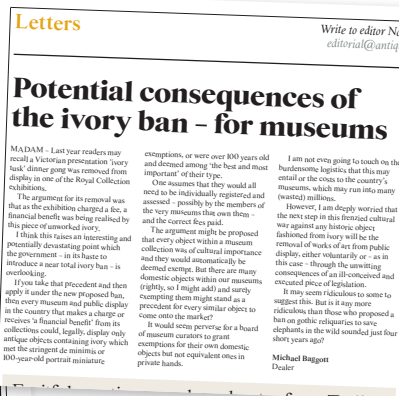 Letters
Write to editor
editorial@antiq
Potential consequences of
the ivory ban – for museums
MADAM – Last year readers may
recall a Victorian presentation 'ivory
tusk' dinner gong was removed from
display in one of the Royal Collection
exhibitions.
The argument for its removal was
that as the exhibition charged a fee, a
financial benefit was being realised by
this piece of unworked ivory.
I think this raises an interesting and
potentially devastating point which
the government – in its haste to
introduce a near total ivory ban – is
overlooking.
If you take that precedent and then
apply it under the new proposed ban,
then every museum and public display
in the country that makes a charge or
receives 'a financial benefit' from its
collections could, legally, display only
antique objects containing ivory which
met the stringent de minimis or
100-year-old portrait miniature
exemptions, or were over 100 years old
and deemed among 'the best and most
important' of their type.
One assumes that they would all
need to be individually registered and
assessed – possibly by the members of
the very museums that own them –
and the correct fees paid.
The argument might be proposed
that every object within a museum
collection was of cultural importance
and they would automatically be
deemed exempt. But there are many
domestic objects within our museums
(rightly, so I might add) and surely
exempting them might stand as a
precedent for every similar object to
come onto the market?
It would seem perverse for a board
of museum curators to grant
exemptions for their own domestic
objects but not equivalent ones in
private hands.
I am not even going to touch on the
burdensome logistics that this may
entail or the costs to the country's
museums, which may run into many
(wasted) millions.
However, I am deeply worried that
the next step in this frenzied cultural
war against any historic object
fashioned from ivory will be the
removal of works of art from public
display, either voluntarily or – as in
this case – through the unwitting
consequences of an ill-conceived and
executed piece of legislation.
It may seem ridiculous to some to
suggest this. But is it any more
ridiculous than those who proposed a
ban on gothic reliquaries to save
elephants in the wild sounded just four
short years ago?
Michael Baggott
Dealer